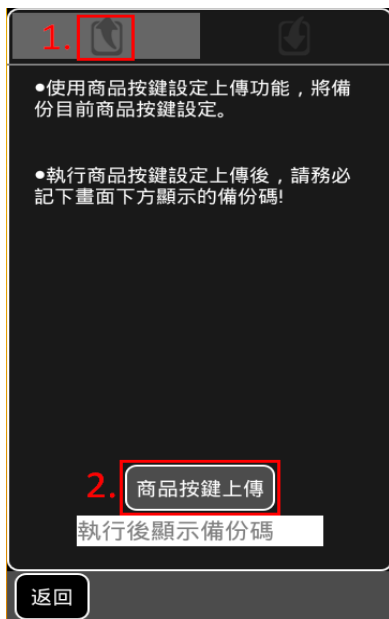 1.
●使用商品按鍵設定上傳功能，將備
份目前商品按鍵設定。
●執行商品按鍵設定上傳後，請務必
記下畫面下方顯示的備份碼!
2. 商品按鍵上傳
執行後顯示備份碼
返回